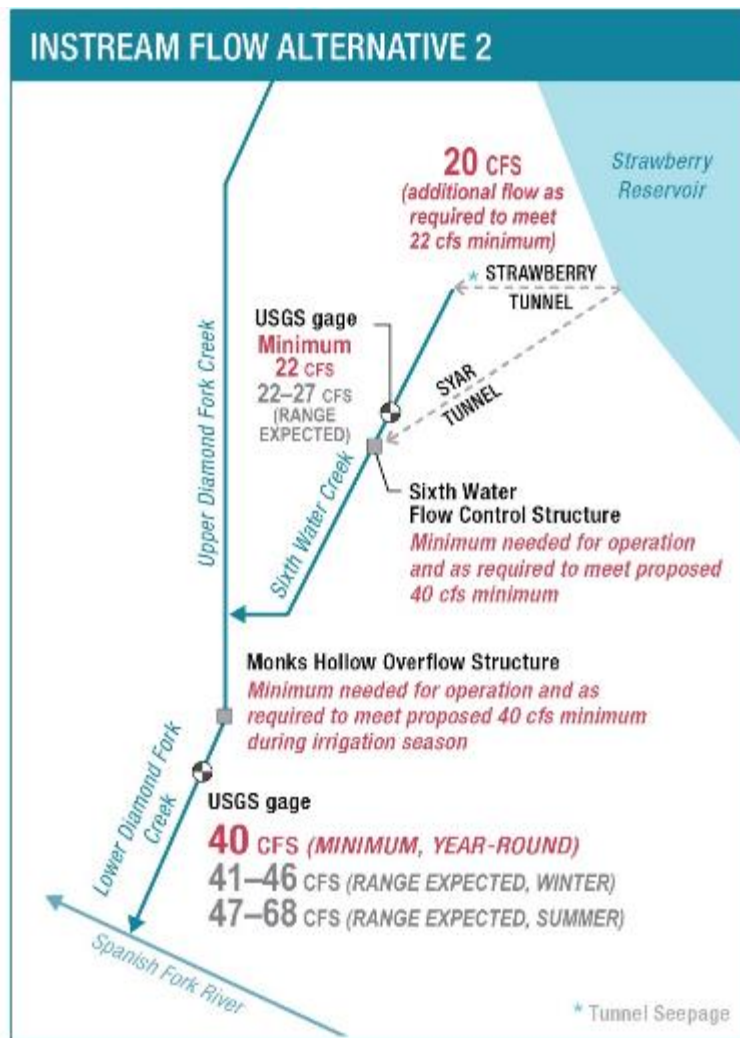 INSTREAM FLOW ALTERNATIVE 2
Strawberry
Reservoir
20 CFS
(additional flow as
required to meet
22 cfs minimum)
* STRAWBERRY
TUNNEL
SYAR
TUNNEL
USGS gage
Minimum
22 CFS
22–27 CFS
(RANGE
EXPECTED)
Upper Diamond Fork Creek
Sixth Water Creek
Sixth Water
Flow Control Structure
Minimum needed for operation
and as required to meet proposed
40 cfs minimum
Monks Hollow Overflow Structure
Minimum needed for operation and as
required to meet proposed 40 cfs minimum
during irrigation season
Lower Diamond Fork
Creek
USGS gage
40 CFS (MINIMUM, YEAR-ROUND)
41–46 CFS (RANGE EXPECTED, WINTER)
47–68 CFS (RANGE EXPECTED, SUMMER)
Spanish Fork River
* Tunnel Seepage